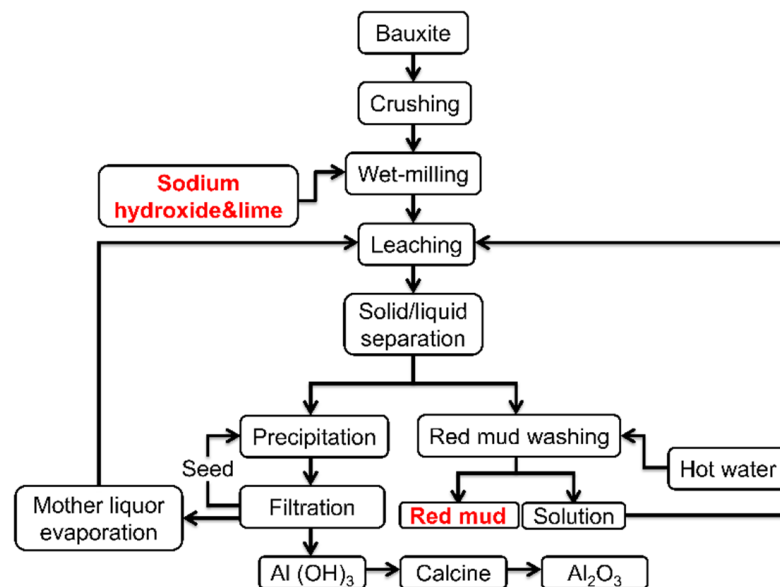 Bauxite
Crushing
Sodium
hydroxide&lime
Wet-milling
Leaching
Solid/liquid
separation
Precipitation
Red mud washing
Seed
Hot water
Mother liquor
evaporation
Filtration
Red mud
Solution
Al (OH)₃
Calcine
Al₂O₃